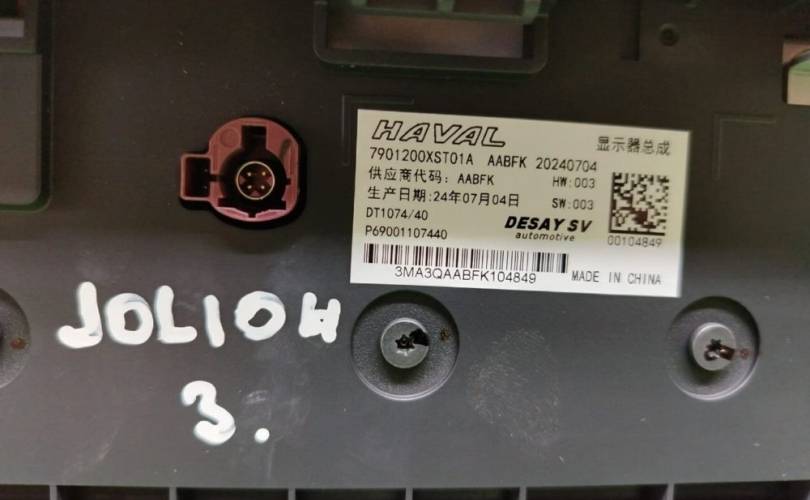 HAVAL 显示器总成
7901200XST01A AABFK 20240704
供应商代码: AABFK HW:003
生产日期:24年07月04日 SW:003
DT1074/40 DESAY SV
P69001107440 automotive 00104849
3MA3QAABFK104849 MADE IN CHINA
JOLION
3.